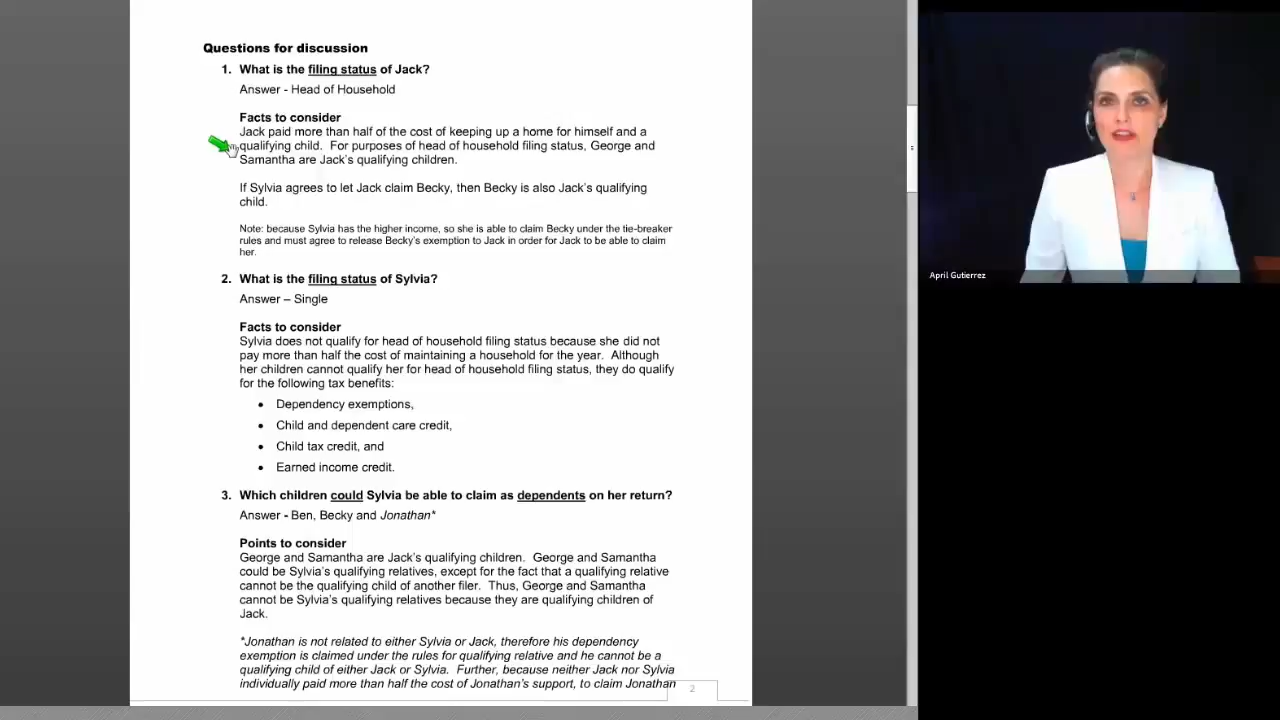 Questions for discussion
1. What is the filing status of Jack?
Answer - Head of Household
Facts to consider
Jack paid more than half of the cost of keeping up a home for himself and a
qualifying child. For purposes of head of household filing status, George and
Samantha are Jack's qualifying children.
If Sylvia agrees to let Jack claim Becky, then Becky is also Jack's qualifying
child.
Note: because Sylvia has the higher income, so she is able to claim Becky under the tie-breaker
rules and must agree to release Becky's exemption to Jack in order for Jack to be able to claim
her.
2. What is the filing status of Sylvia?
Answer – Single
Facts to consider
Sylvia does not qualify for head of household filing status because she did not
pay more than half the cost of maintaining a household for the year. Although
her children cannot qualify her for head of household filing status, they do qualify
for the following tax benefits:
• Dependency exemptions,
• Child and dependent care credit,
• Child tax credit, and
• Earned income credit.
3. Which children could Sylvia be able to claim as dependents on her return?
Answer - Ben, Becky and Jonathan*
Points to consider
George and Samantha are Jack's qualifying children. George and Samantha
could be Sylvia's qualifying relatives, except for the fact that a qualifying relative
cannot be the qualifying child of another filer. Thus, George and Samantha
cannot be Sylvia's qualifying relatives because they are qualifying children of
Jack.
*Jonathan is not related to either Sylvia or Jack, therefore his dependency
exemption is claimed under the rules for qualifying relative and he cannot be a
qualifying child of either Jack or Sylvia. Further, because neither Jack nor Sylvia
individually paid more than half the cost of Jonathan's support, to claim Jonathan
2
April Gutierrez